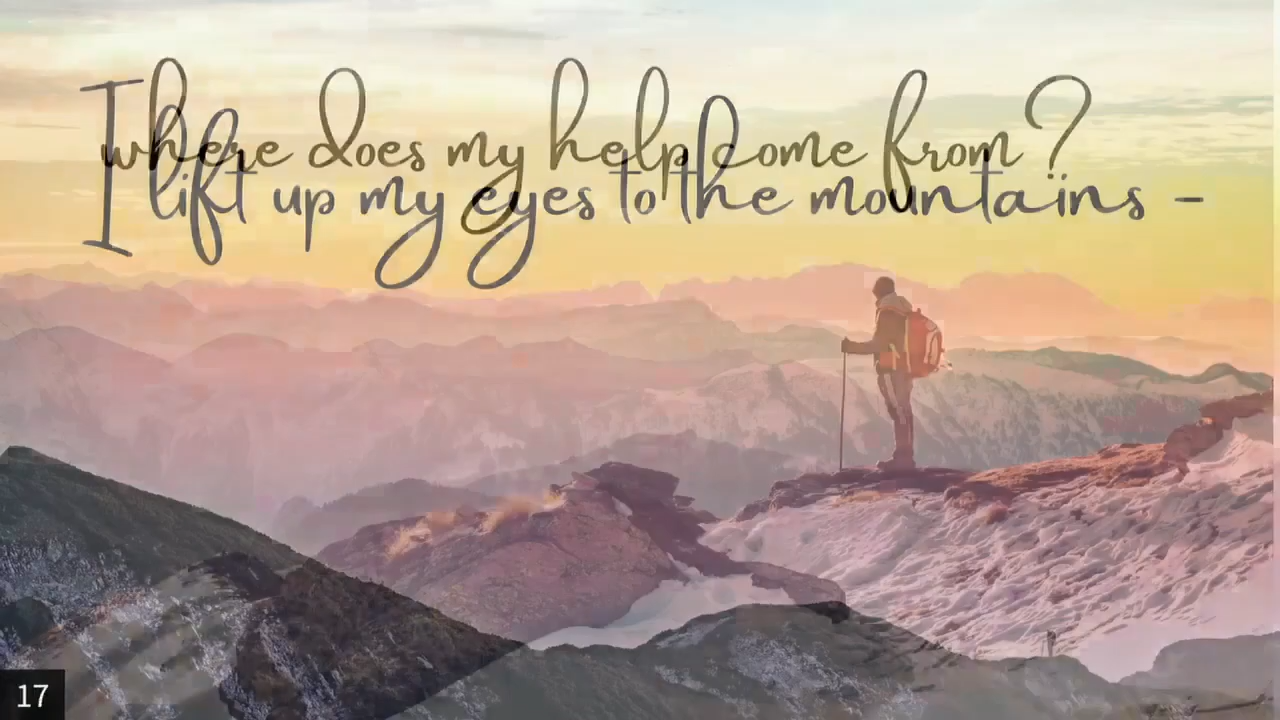 where does my help come from?
I lift up my eyes to the mountains -
17